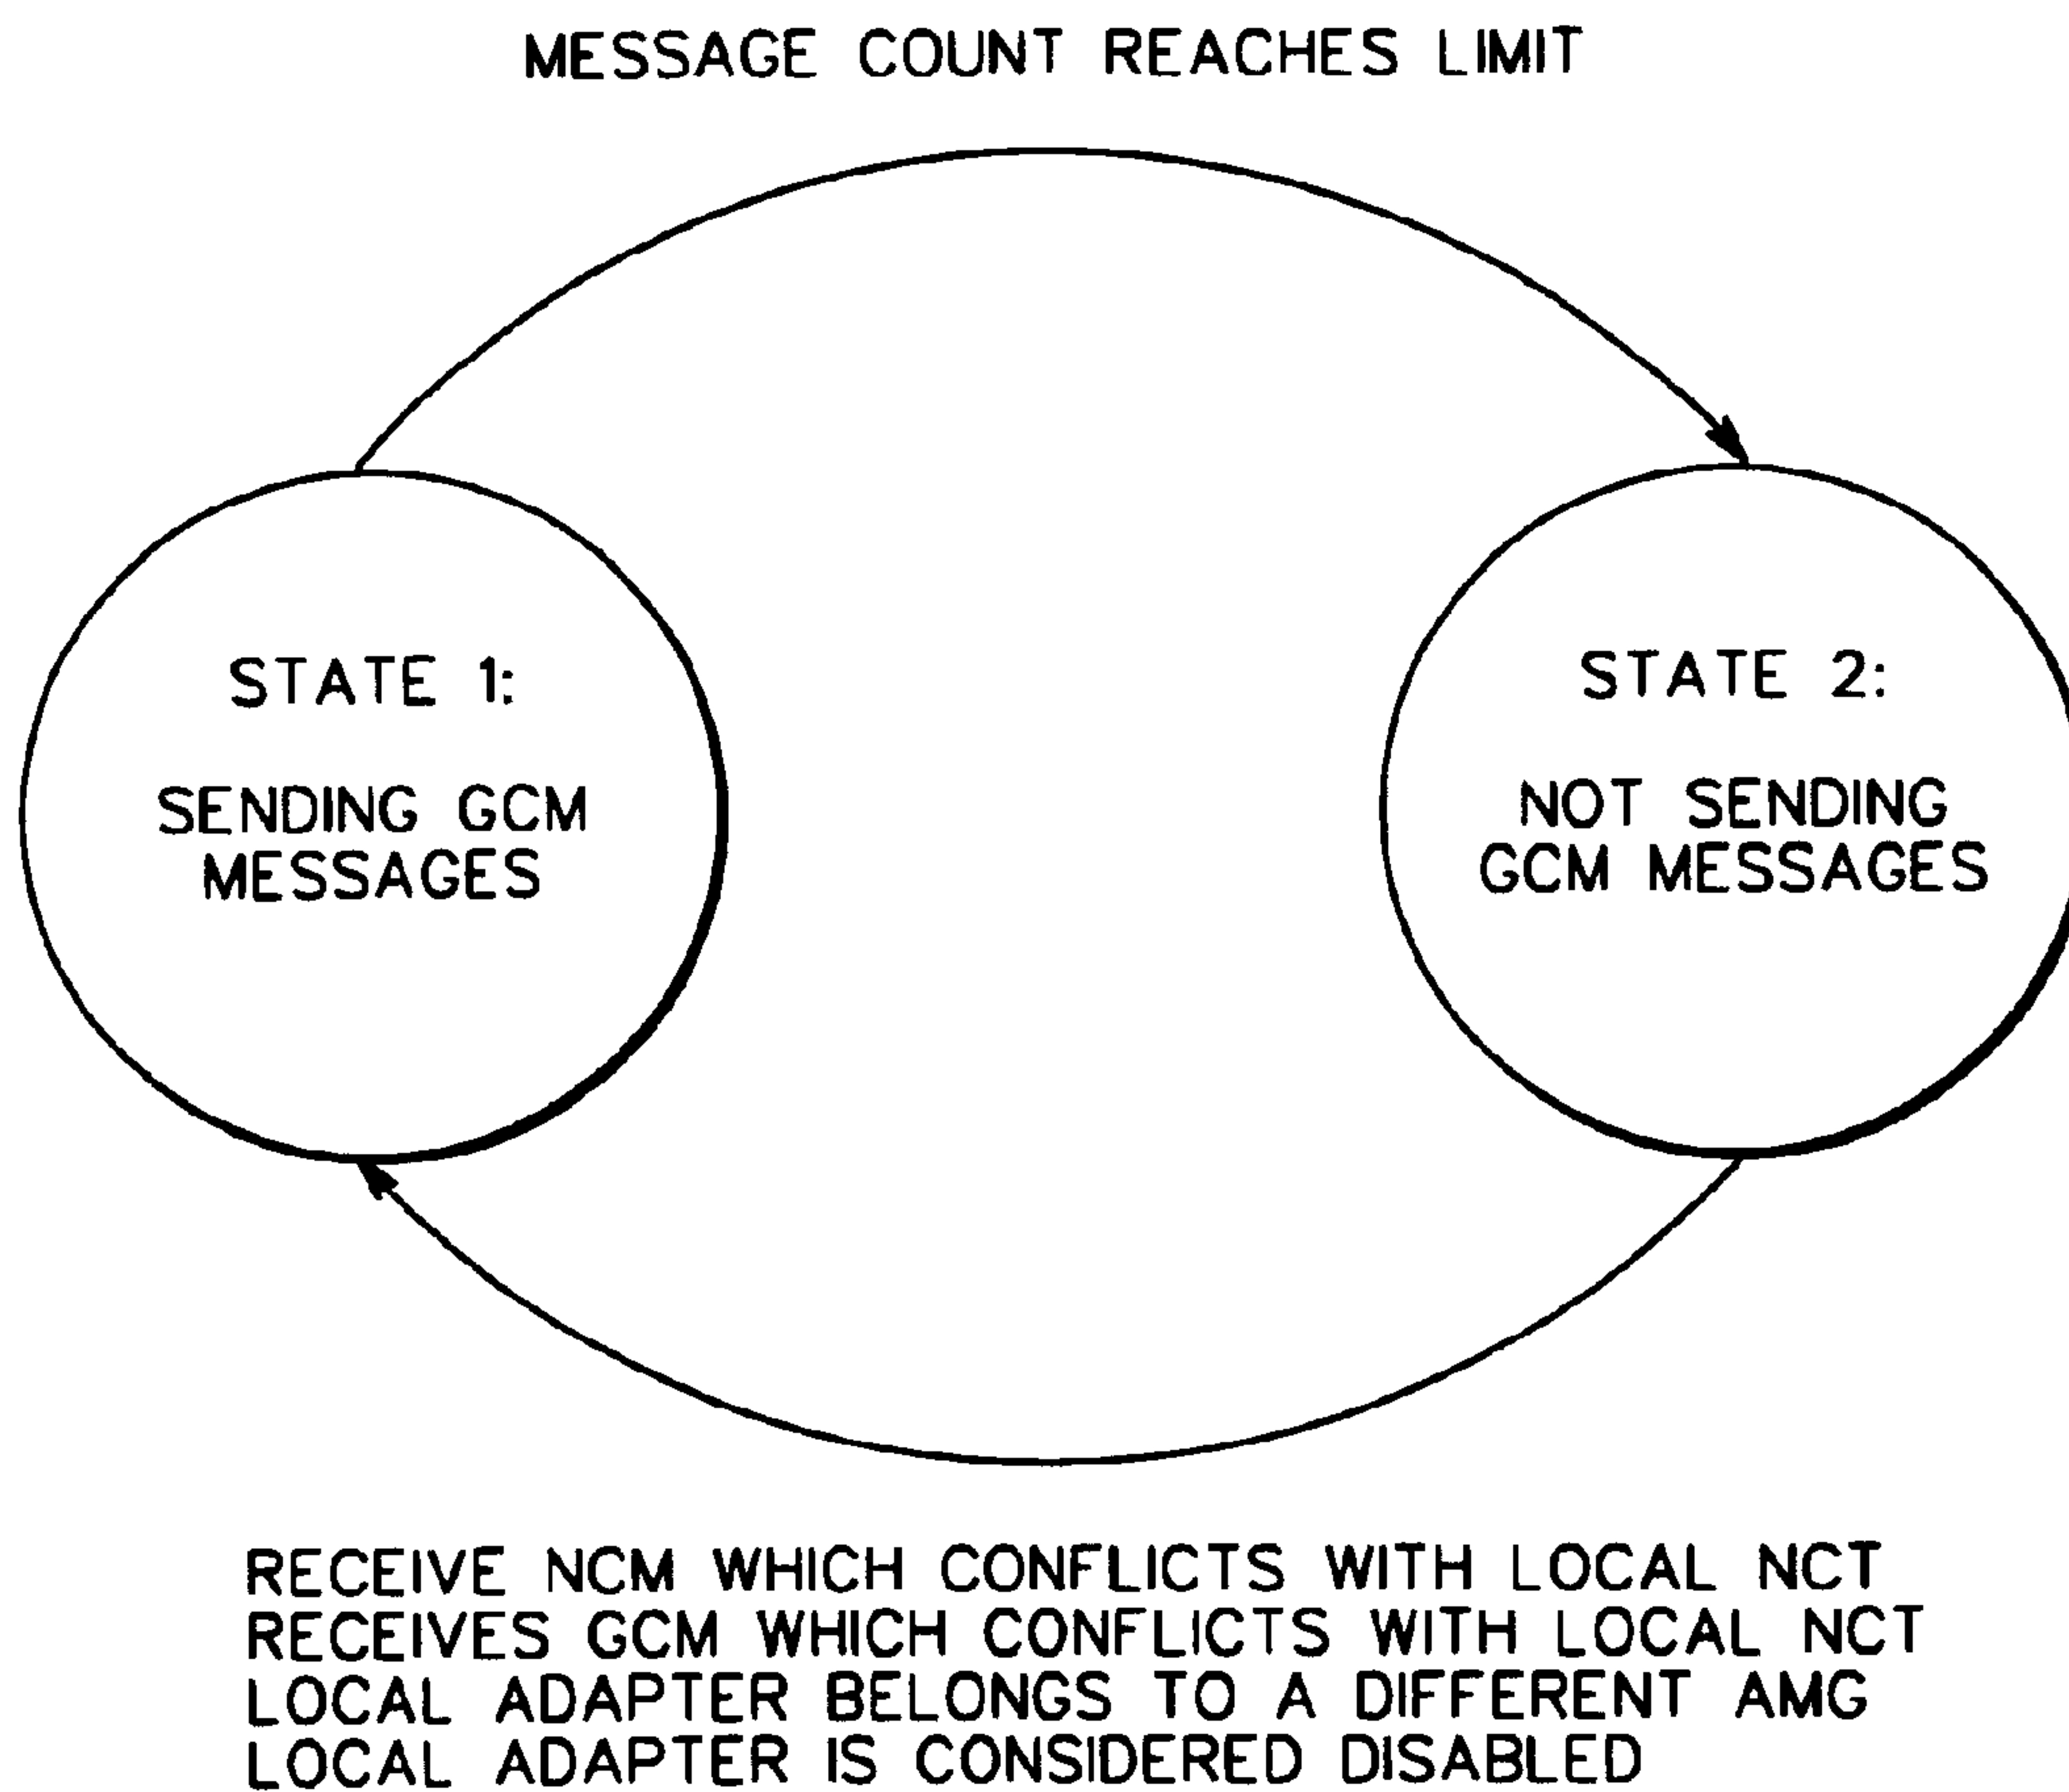 MESSAGE COUNT REACHES LIMIT
STATE 1:
SENDING GCM
MESSAGES
STATE 2:
NOT SENDING
GCM MESSAGES
RECEIVE NCM WHICH CONFLICTS WITH LOCAL NCT
RECEIVES GCM WHICH CONFLICTS WITH LOCAL NCT
LOCAL ADAPTER BELONGS TO A DIFFERENT AMG
LOCAL ADAPTER IS CONSIDERED DISABLED